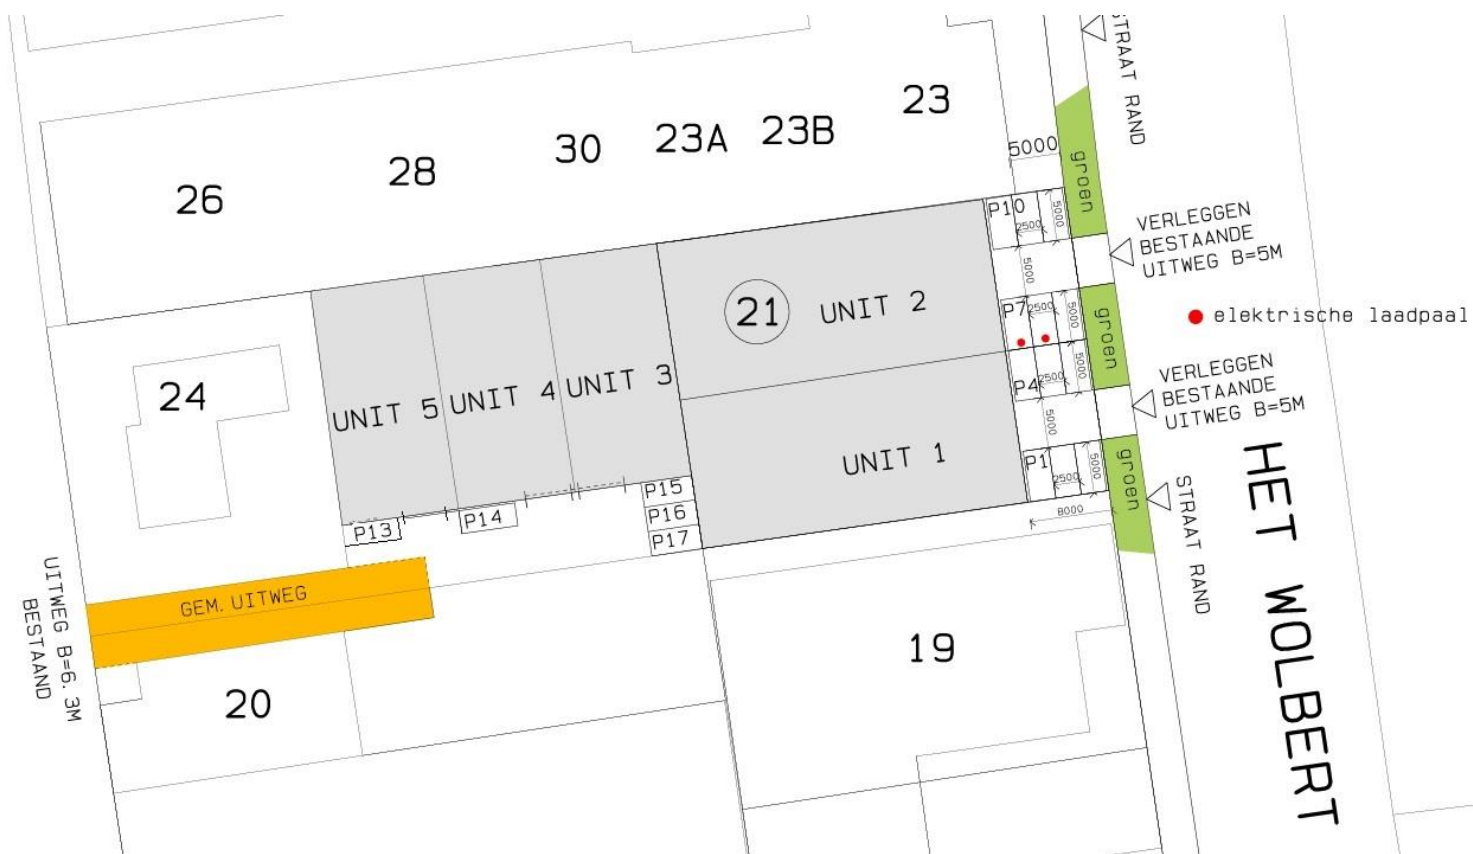 STRAAT RAND
23
23A
23B
30
28
26
5000
groen
P10
2500
5000
VERLEGGEN
BESTAANDE
UITWEG B=5M
5000
21
UNIT 2
P7
2500
5000
groen
elektrische laadpaal
24
UNIT 5
UNIT 4
UNIT 3
P4
2500
5000
VERLEGGEN
BESTAANDE
UITWEG B=5M
5000
UNIT 1
P1
2500
5000
groen
8000
STRAAT RAND
HET WOLBERT
P13
P14
P15
P16
P17
GEM. UITWEG
UITWEG B=6.3M
BESTAAND
20
19